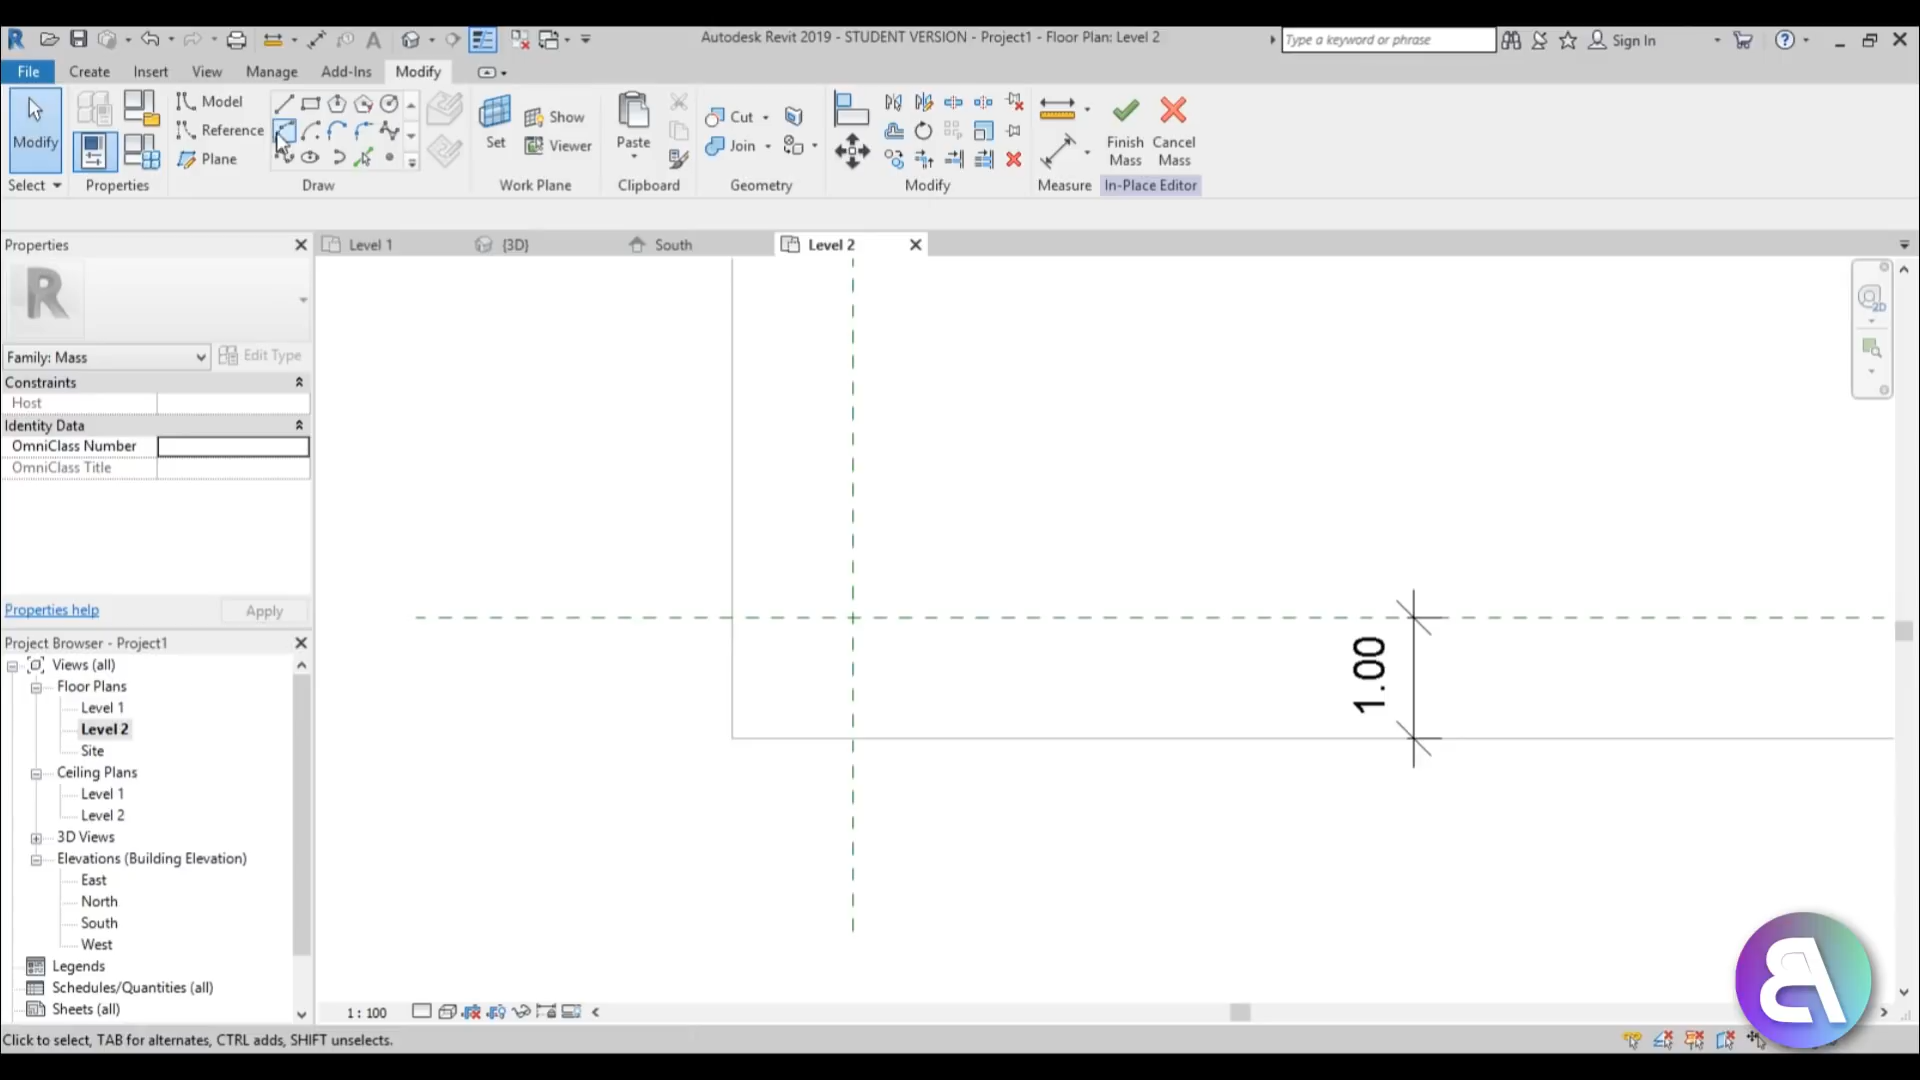 Autodesk Revit 2019 - STUDENT VERSION - Project1 - Floor Plan: Level 2
Type a keyword or phrase
Sign In
File Create Insert View Manage Add-Ins Modify
Modify
Select
Properties
Model
Reference
Plane
Draw
Set
Show
Viewer
Work Plane
Paste
Clipboard
Cut
Join
Geometry
Modify
Measure
Finish Mass
Cancel Mass
In-Place Editor
Properties
Level 1
{3D}
South
Level 2
R
Family: Mass
Edit Type
Constraints
Host
Identity Data
OmniClass Number
OmniClass Title
Properties help
Apply
Project Browser - Project1
Views (all)
Floor Plans
Level 1
Level 2
Site
Ceiling Plans
Level 1
Level 2
3D Views
Elevations (Building Elevation)
East
North
South
West
Legends
Schedules/Quantities (all)
Sheets (all)
1.00
2D
1 : 100
Click to select, TAB for alternates, CTRL adds, SHIFT unselects.